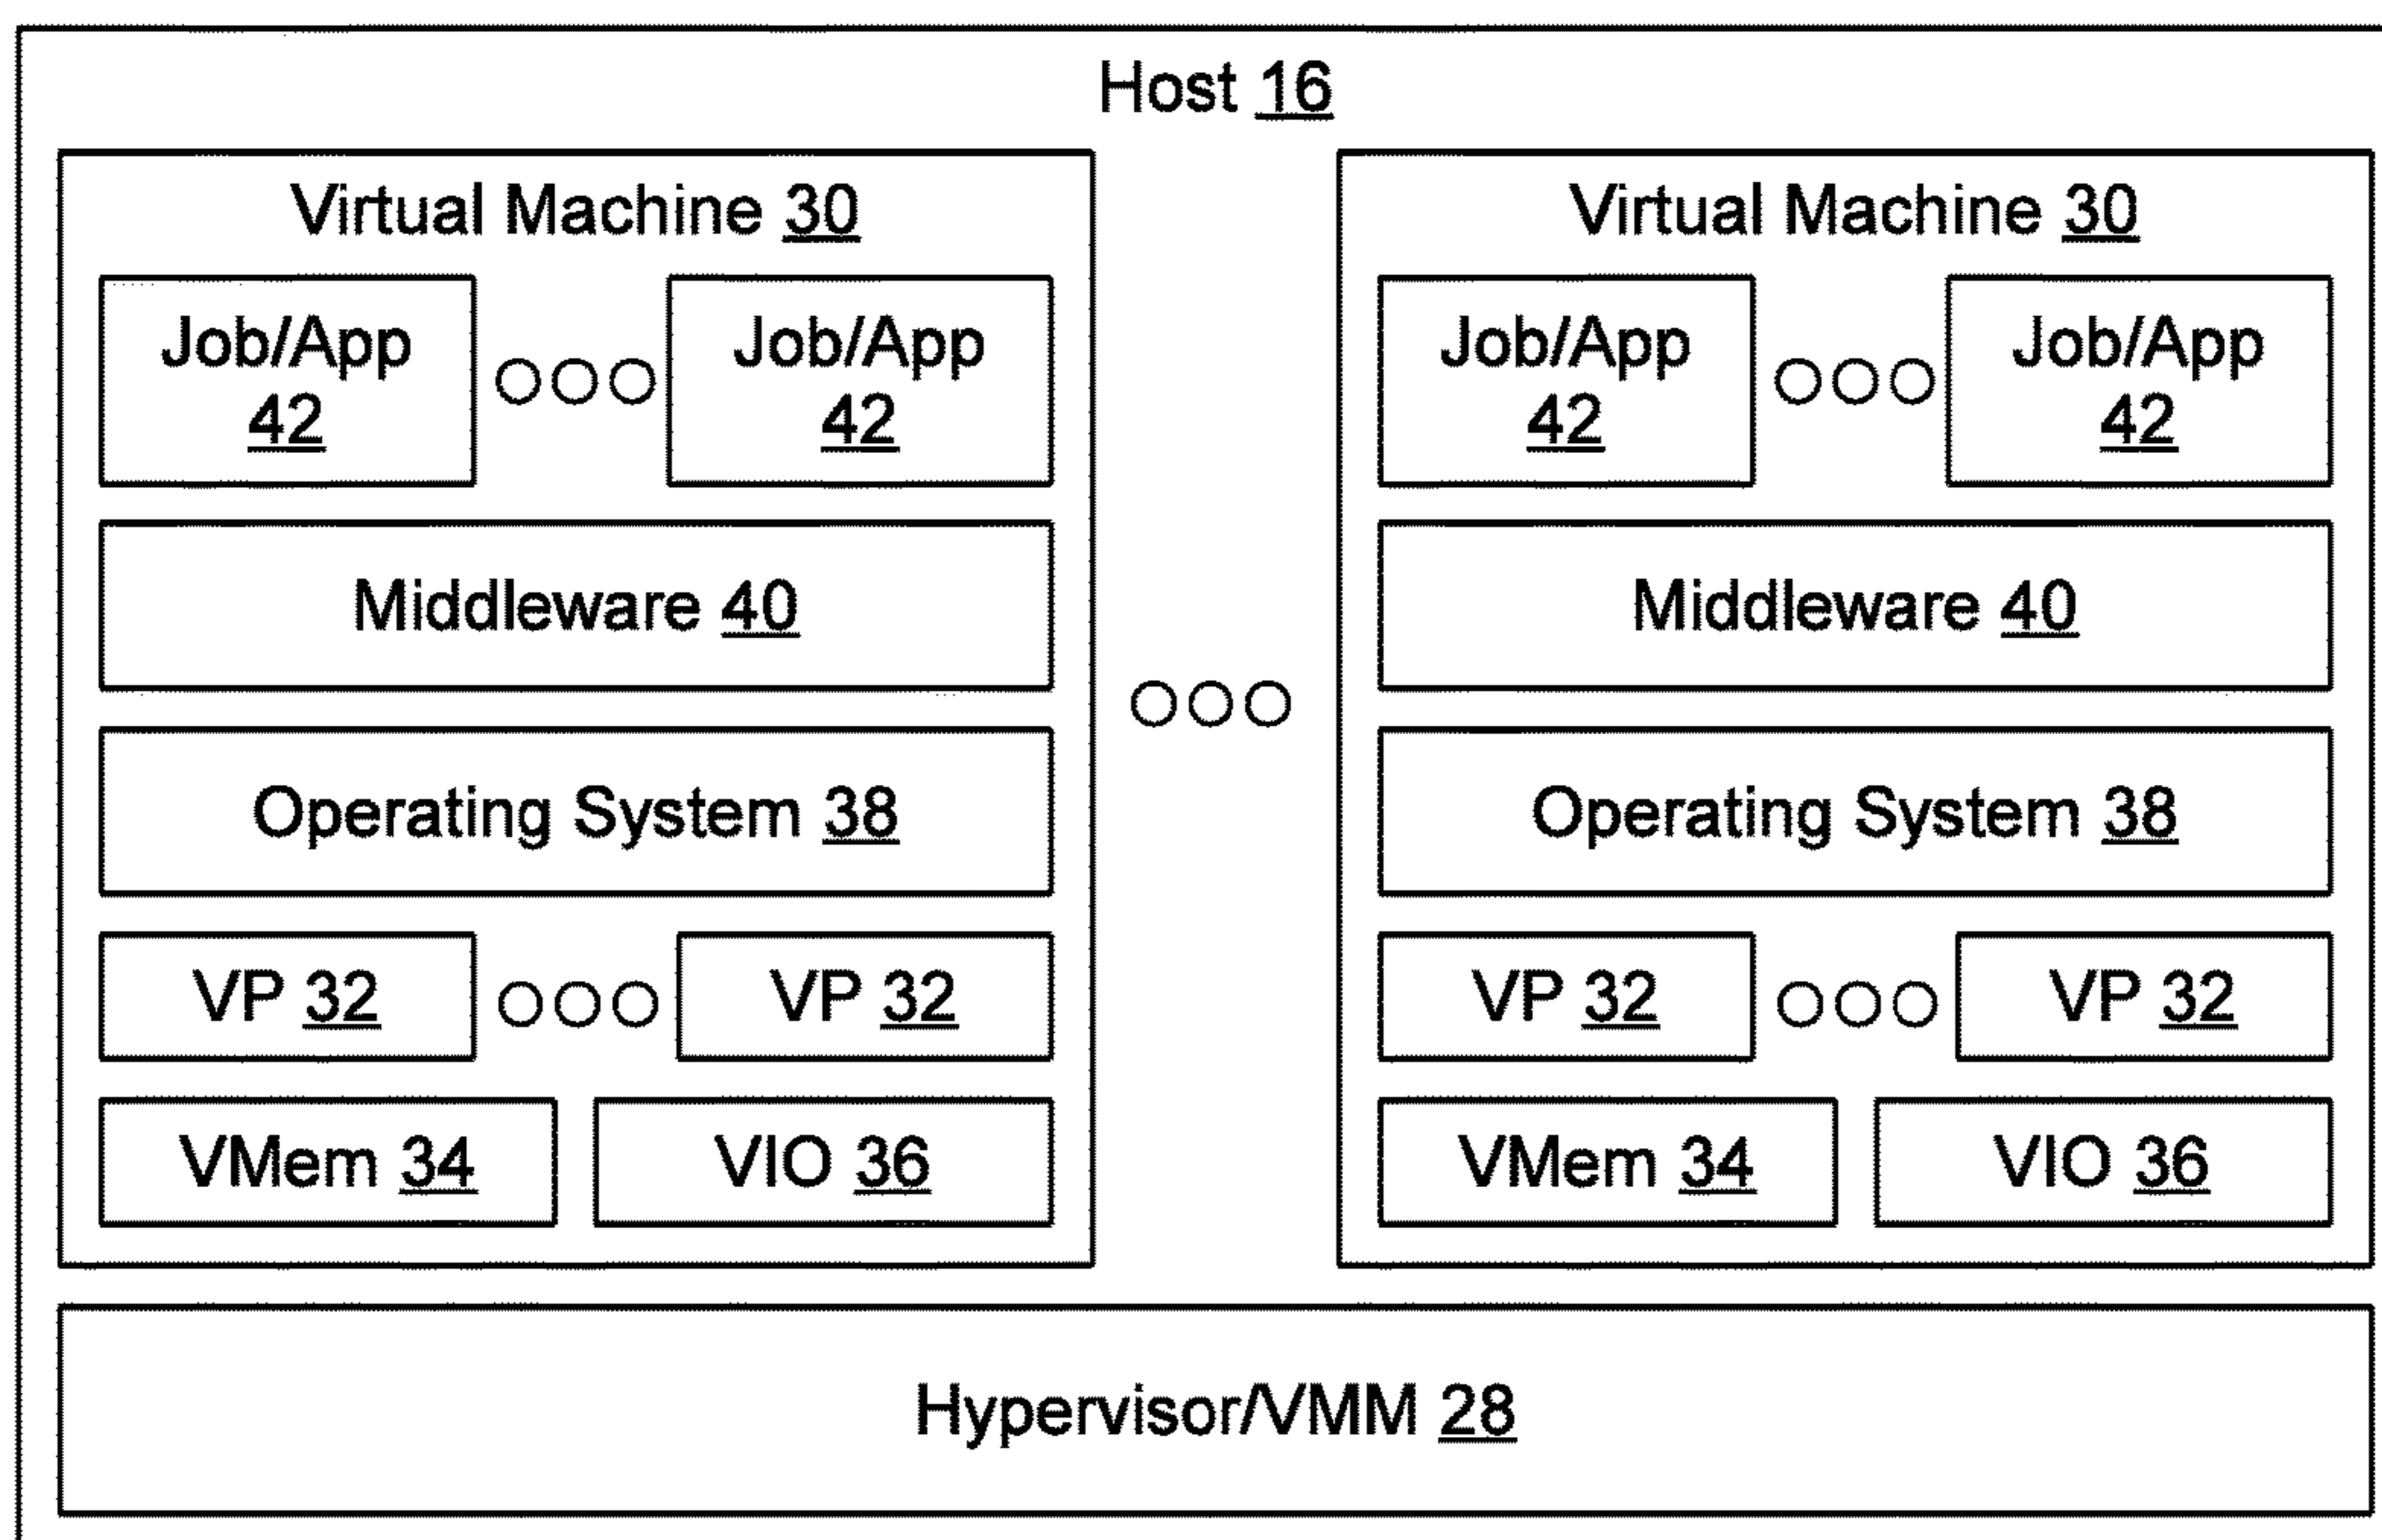 Host 16
Virtual Machine 30
Job/App
42
Job/App
42
Middleware 40
Operating System 38
VP 32
VP 32
VMem 34
VIO 36
Virtual Machine 30
Job/App
42
Job/App
42
Middleware 40
Operating System 38
VP 32
VP 32
VMem 34
VIO 36
Hypervisor/VMM 28